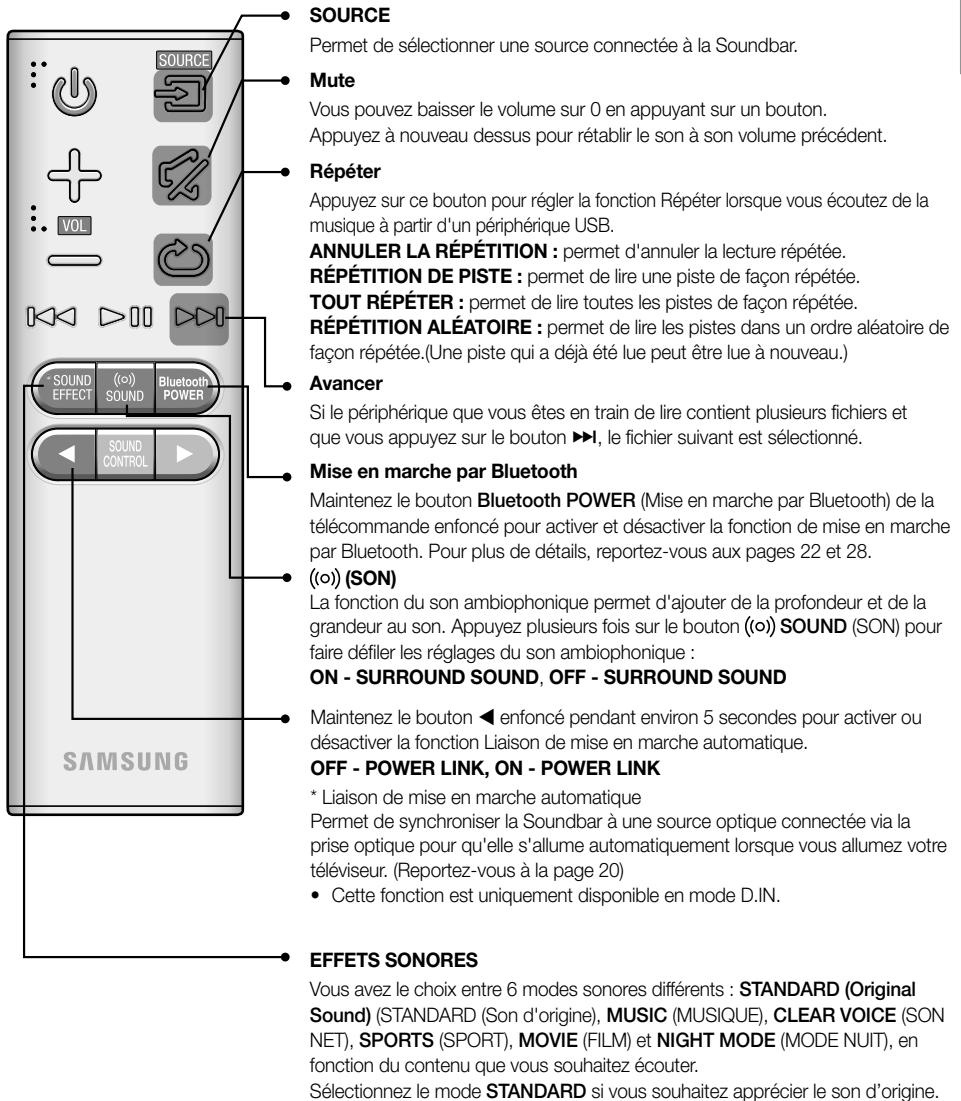 SOURCE
VOL
* SOUND
EFFECT
((o))
SOUND
Bluetooth
POWER
SOUND
CONTROL
SAMSUNG
SOURCE
Permet de sélectionner une source connectée à la Soundbar.
Mute
Vous pouvez baisser le volume sur 0 en appuyant sur un bouton.
Appuyez à nouveau dessus pour rétablir le son à son volume précédent.
Répéter
Appuyez sur ce bouton pour régler la fonction Répéter lorsque vous écoutez de la
musique à partir d'un périphérique USB.
ANNULER LA RÉPÉTITION : permet d'annuler la lecture répétée.
RÉPÉTITION DE PISTE : permet de lire une piste de façon répétée.
TOUT RÉPÉTER : permet de lire toutes les pistes de façon répétée.
RÉPÉTITION ALÉATOIRE : permet de lire les pistes dans un ordre aléatoire de
façon répétée.(Une piste qui a déjà été lue peut être lue à nouveau.)
Avancer
Si le périphérique que vous êtes en train de lire contient plusieurs fichiers et
que vous appuyez sur le bouton ▶▶|, le fichier suivant est sélectionné.
Mise en marche par Bluetooth
Maintenez le bouton Bluetooth POWER (Mise en marche par Bluetooth) de la
télécommande enfoncé pour activer et désactiver la fonction de mise en marche
par Bluetooth. Pour plus de détails, reportez-vous aux pages 22 et 28.
((o)) (SON)
La fonction du son ambiophonique permet d'ajouter de la profondeur et de la
grandeur au son. Appuyez plusieurs fois sur le bouton ((o)) SOUND (SON) pour
faire défiler les réglages du son ambiophonique :
ON - SURROUND SOUND, OFF - SURROUND SOUND
Maintenez le bouton ◀ enfoncé pendant environ 5 secondes pour activer ou
désactiver la fonction Liaison de mise en marche automatique.
OFF - POWER LINK, ON - POWER LINK
* Liaison de mise en marche automatique
Permet de synchroniser la Soundbar à une source optique connectée via la
prise optique pour qu'elle s'allume automatiquement lorsque vous allumez votre
téléviseur. (Reportez-vous à la page 20)
• Cette fonction est uniquement disponible en mode D.IN.
EFFETS SONORES
Vous avez le choix entre 6 modes sonores différents : STANDARD (Original
Sound) (STANDARD (Son d'origine), MUSIC (MUSIQUE), CLEAR VOICE (SON
NET), SPORTS (SPORT), MOVIE (FILM) et NIGHT MODE (MODE NUIT), en
fonction du contenu que vous souhaitez écouter.
Sélectionnez le mode STANDARD si vous souhaitez apprécier le son d'origine.